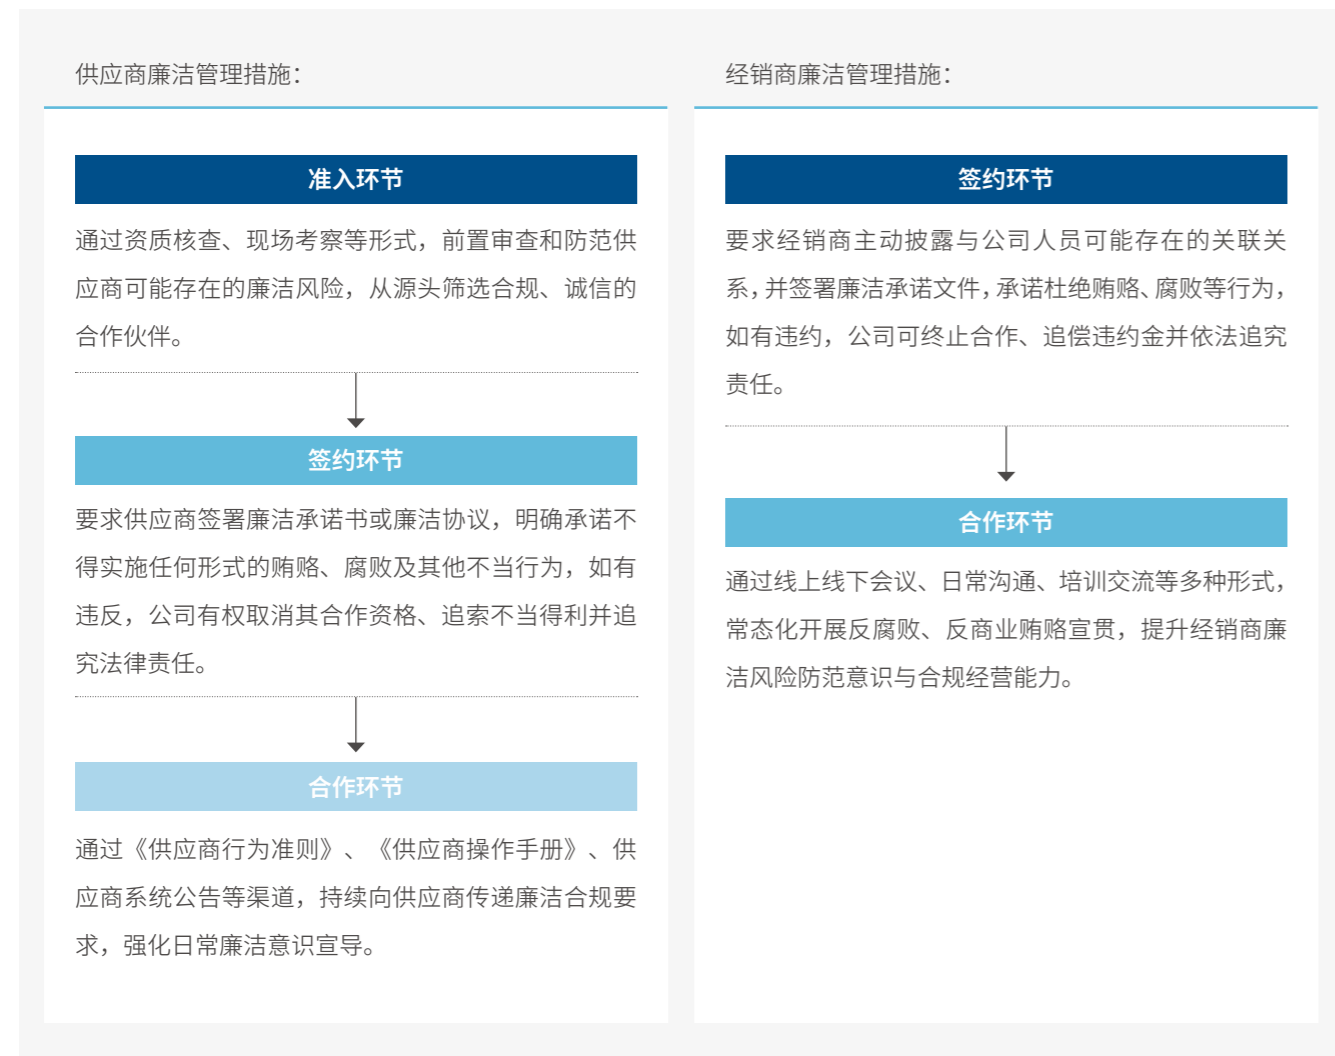 供应商廉洁管理措施：
准入环节
通过资质核查、现场考察等形式，前置审查和防范供
应商可能存在的廉洁风险，从源头筛选合规、诚信的
合作伙伴。
签约环节
要求供应商签署廉洁承诺书或廉洁协议，明确承诺不
得实施任何形式的贿赂、腐败及其他不当行为，如有
违反，公司有权取消其合作资格、追索不当得利并追
究法律责任。
合作环节
通过《供应商行为准则》、《供应商操作手册》、供
应商系统公告等渠道，持续向供应商传递廉洁合规要
求，强化日常廉洁意识宣导。
经销商廉洁管理措施：
签约环节
要求经销商主动披露与公司人员可能存在的关联关
系，并签署廉洁承诺文件，承诺杜绝贿赂、腐败等行为，
如有违约，公司可终止合作、追偿违约金并依法追究
责任。
合作环节
通过线上线下会议、日常沟通、培训交流等多种形式，
常态化开展反腐败、反商业贿赂宣贯，提升经销商廉
洁风险防范意识与合规经营能力。